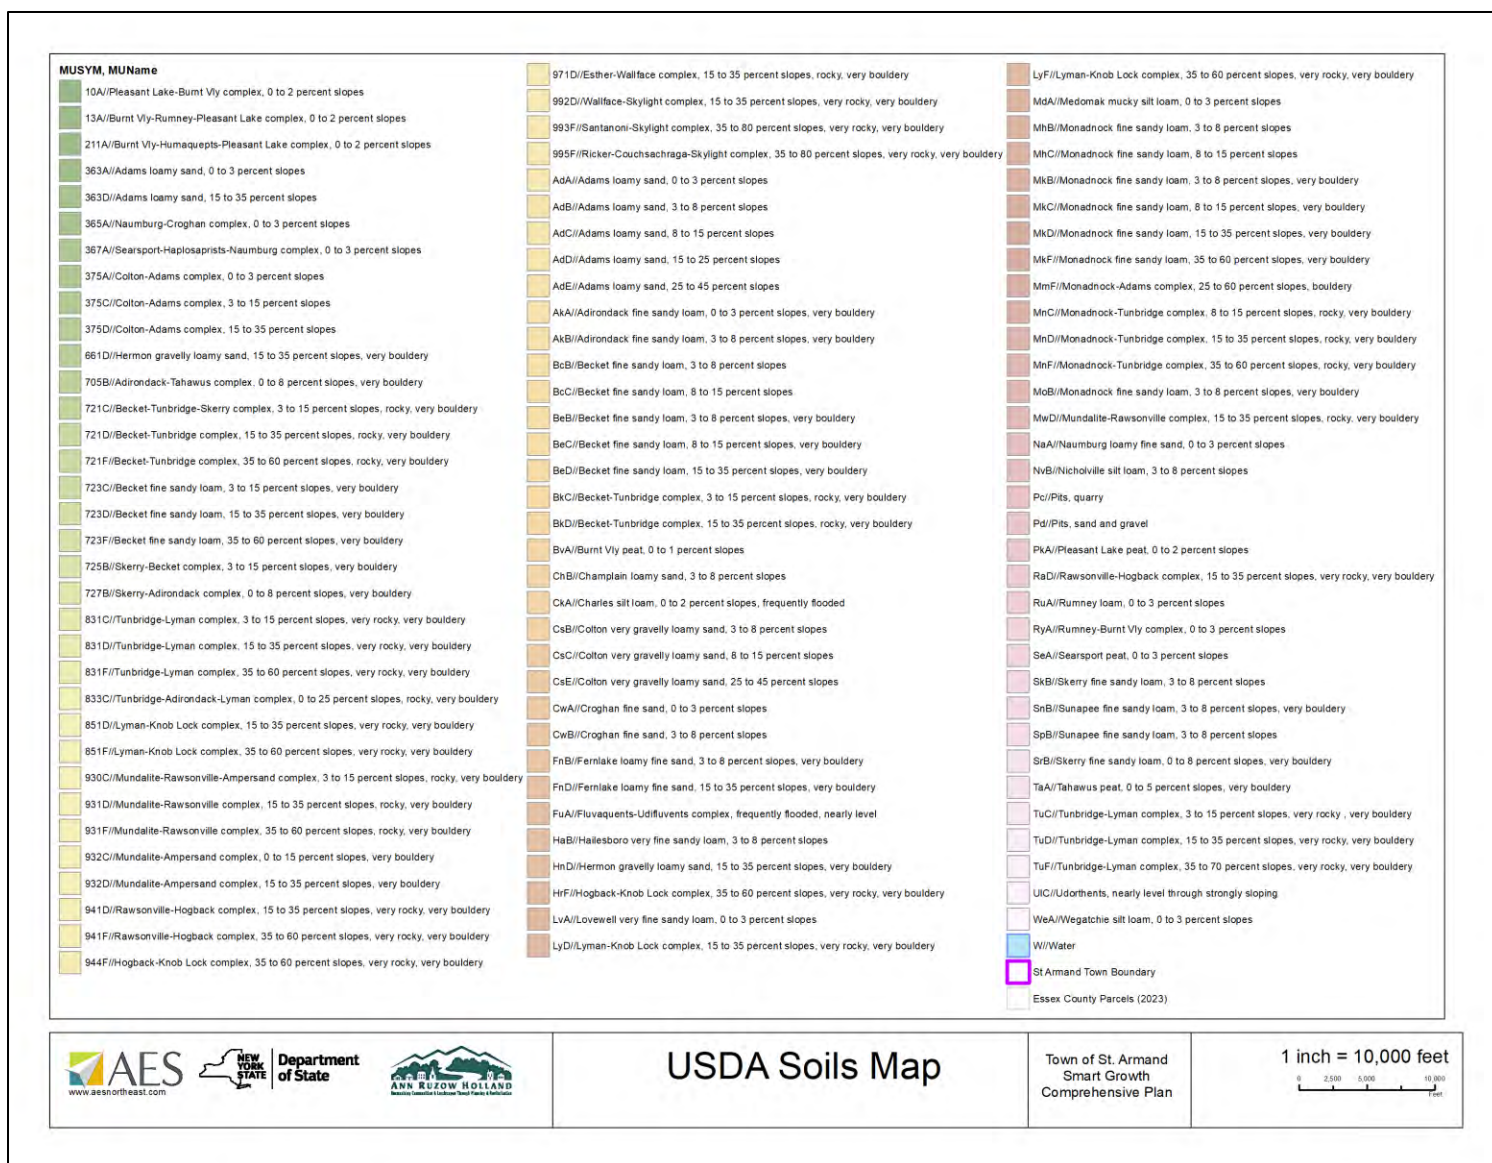 MUSYM, MUName
10A//Pleasant Lake-Burnt Vly complex, 0 to 2 percent slopes
13A//Burnt Vly-Rumney-Pleasant Lake complex, 0 to 2 percent slopes
211A//Burnt Vly-Humaquepts-Pleasant Lake complex, 0 to 2 percent slopes
363A//Adams loamy sand, 0 to 3 percent slopes
363D//Adams loamy sand, 15 to 35 percent slopes
365A//Naumburg-Croghan complex, 0 to 3 percent slopes
367A//Searsport-Haplosaprists-Naumburg complex, 0 to 3 percent slopes
375A//Colton-Adams complex, 0 to 3 percent slopes
375C//Colton-Adams complex, 3 to 15 percent slopes
375D//Colton-Adams complex, 15 to 35 percent slopes
661D//Hermon gravelly loamy sand, 15 to 35 percent slopes, very bouldery
705B//Adirondack-Tahawus complex, 0 to 8 percent slopes, very bouldery
721C//Becket-Tunbridge-Skerry complex, 3 to 15 percent slopes, rocky, very bouldery
721D//Becket-Tunbridge complex, 15 to 35 percent slopes, rocky, very bouldery
721F//Becket-Tunbridge complex, 35 to 60 percent slopes, rocky, very bouldery
723C//Becket fine sandy loam, 3 to 15 percent slopes, very bouldery
723D//Becket fine sandy loam, 15 to 35 percent slopes, very bouldery
723F//Becket fine sandy loam, 35 to 60 percent slopes, very bouldery
725B//Skerry-Becket complex, 3 to 15 percent slopes, very bouldery
727B//Skerry-Adirondack complex, 0 to 8 percent slopes, very bouldery
831C//Tunbridge-Lyman complex, 3 to 15 percent slopes, very rocky, very bouldery
831D//Tunbridge-Lyman complex, 15 to 35 percent slopes, very rocky, very bouldery
831F//Tunbridge-Lyman complex, 35 to 60 percent slopes, very rocky, very bouldery
833C//Tunbridge-Adirondack-Lyman complex, 0 to 25 percent slopes, rocky, very bouldery
851D//Lyman-Knob Lock complex, 15 to 35 percent slopes, very rocky, very bouldery
851F//Lyman-Knob Lock complex, 35 to 60 percent slopes, very rocky, very bouldery
930C//Mundalite-Rawsonville-Ampersand complex, 3 to 15 percent slopes, rocky, very bouldery
931D//Mundalite-Rawsonville complex, 15 to 35 percent slopes, rocky, very bouldery
931F//Mundalite-Rawsonville complex, 35 to 60 percent slopes, rocky, very bouldery
932C//Mundalite-Ampersand complex, 0 to 15 percent slopes, very bouldery
932D//Mundalite-Ampersand complex, 15 to 35 percent slopes, very bouldery
941D//Rawsonville-Hogback complex, 15 to 35 percent slopes, very rocky, very bouldery
941F//Rawsonville-Hogback complex, 35 to 60 percent slopes, very rocky, very bouldery
944F//Hogback-Knob Lock complex, 35 to 60 percent slopes, very rocky, very bouldery
971D//Esther-Wallface complex, 15 to 35 percent slopes, rocky, very bouldery
992D//Wallface-Skylight complex, 15 to 35 percent slopes, very rocky, very bouldery
993F//Santanoni-Skylight complex, 35 to 80 percent slopes, very rocky, very bouldery
995F//Ricker-Couchsachraga-Skylight complex, 35 to 80 percent slopes, very rocky, very bouldery
AdA//Adams loamy sand, 0 to 3 percent slopes
AdB//Adams loamy sand, 3 to 8 percent slopes
AdC//Adams loamy sand, 8 to 15 percent slopes
AdD//Adams loamy sand, 15 to 25 percent slopes
AdE//Adams loamy sand, 25 to 45 percent slopes
AkA//Adirondack fine sandy loam, 0 to 3 percent slopes, very bouldery
AkB//Adirondack fine sandy loam, 3 to 8 percent slopes, very bouldery
BcB//Becket fine sandy loam, 3 to 8 percent slopes
BcC//Becket fine sandy loam, 8 to 15 percent slopes
BeB//Becket fine sandy loam, 3 to 8 percent slopes, very bouldery
BeC//Becket fine sandy loam, 8 to 15 percent slopes, very bouldery
BeD//Becket fine sandy loam, 15 to 35 percent slopes, very bouldery
BkC//Becket-Tunbridge complex, 3 to 15 percent slopes, rocky, very bouldery
BkD//Becket-Tunbridge complex, 15 to 35 percent slopes, rocky, very bouldery
BvA//Burnt Vly peat, 0 to 1 percent slopes
ChB//Champlain loamy sand, 3 to 8 percent slopes
CkA//Charles silt loam, 0 to 2 percent slopes, frequently flooded
CsB//Colton very gravelly loamy sand, 3 to 8 percent slopes
CsC//Colton very gravelly loamy sand, 8 to 15 percent slopes
CsE//Colton very gravelly loamy sand, 25 to 45 percent slopes
CwA//Croghan fine sand, 0 to 3 percent slopes
CwB//Croghan fine sand, 3 to 8 percent slopes
FnB//Fernlake loamy fine sand, 3 to 8 percent slopes, very bouldery
FnD//Fernlake loamy fine sand, 15 to 35 percent slopes, very bouldery
FuA//Fluvaquents-Udifluvents complex, frequently flooded, nearly level
HaB//Hailesboro very fine sandy loam, 3 to 8 percent slopes
HnD//Hermon gravelly loamy sand, 15 to 35 percent slopes, very bouldery
HrF//Hogback-Knob Lock complex, 35 to 60 percent slopes, very rocky, very bouldery
LvA//Lovewell very fine sandy loam, 0 to 3 percent slopes
LyD//Lyman-Knob Lock complex, 15 to 35 percent slopes, very rocky, very bouldery
LyF//Lyman-Knob Lock complex, 35 to 60 percent slopes, very rocky, very bouldery
MdA//Medomak mucky silt loam, 0 to 3 percent slopes
MhB//Monadnock fine sandy loam, 3 to 8 percent slopes
MhC//Monadnock fine sandy loam, 8 to 15 percent slopes
MkB//Monadnock fine sandy loam, 3 to 8 percent slopes, very bouldery
MkC//Monadnock fine sandy loam, 8 to 15 percent slopes, very bouldery
MkD//Monadnock fine sandy loam, 15 to 35 percent slopes, very bouldery
MkF//Monadnock fine sandy loam, 35 to 60 percent slopes, very bouldery
MmF//Monadnock-Adams complex, 25 to 60 percent slopes, bouldery
MnC//Monadnock-Tunbridge complex, 8 to 15 percent slopes, rocky, very bouldery
MnD//Monadnock-Tunbridge complex, 15 to 35 percent slopes, rocky, very bouldery
MnF//Monadnock-Tunbridge complex, 35 to 60 percent slopes, rocky, very bouldery
MoB//Monadnock fine sandy loam, 3 to 8 percent slopes, very bouldery
MwD//Mundalite-Rawsonville complex, 15 to 35 percent slopes, rocky, very bouldery
NaA//Naumburg loamy fine sand, 0 to 3 percent slopes
NvB//Nicholville silt loam, 3 to 8 percent slopes
Pc//Pits, quarry
Pd//Pits, sand and gravel
PkA//Pleasant Lake peat, 0 to 2 percent slopes
RaD//Rawsonville-Hogback complex, 15 to 35 percent slopes, very rocky, very bouldery
RuA//Rumney loam, 0 to 3 percent slopes
RyA//Rumney-Burnt Vly complex, 0 to 3 percent slopes
SeA//Searsport peat, 0 to 3 percent slopes
SkB//Skerry fine sandy loam, 3 to 8 percent slopes
SnB//Sunapee fine sandy loam, 3 to 8 percent slopes, very bouldery
SpB//Sunapee fine sandy loam, 3 to 8 percent slopes
SrB//Skerry fine sandy loam, 0 to 8 percent slopes, very bouldery
TaA//Tahawus peat, 0 to 5 percent slopes, very bouldery
TuC//Tunbridge-Lyman complex, 3 to 15 percent slopes, very rocky , very bouldery
TuD//Tunbridge-Lyman complex, 15 to 35 percent slopes, very rocky, very bouldery
TuF//Tunbridge-Lyman complex, 35 to 70 percent slopes, very rocky, very bouldery
UlC//Udorthents, nearly level through strongly sloping
WeA//Wegatchie silt loam, 0 to 3 percent slopes
W//Water
St Armand Town Boundary
Essex County Parcels (2023)
AES
www.aesnortheast.com
NEW
YORK
STATE
Department
of State
ANN RUZOW HOLLAND
USDA Soils Map
Town of St. Armand
Smart Growth
Comprehensive Plan
1 inch = 10,000 feet
0 2,500 5,000 10,000
Feet